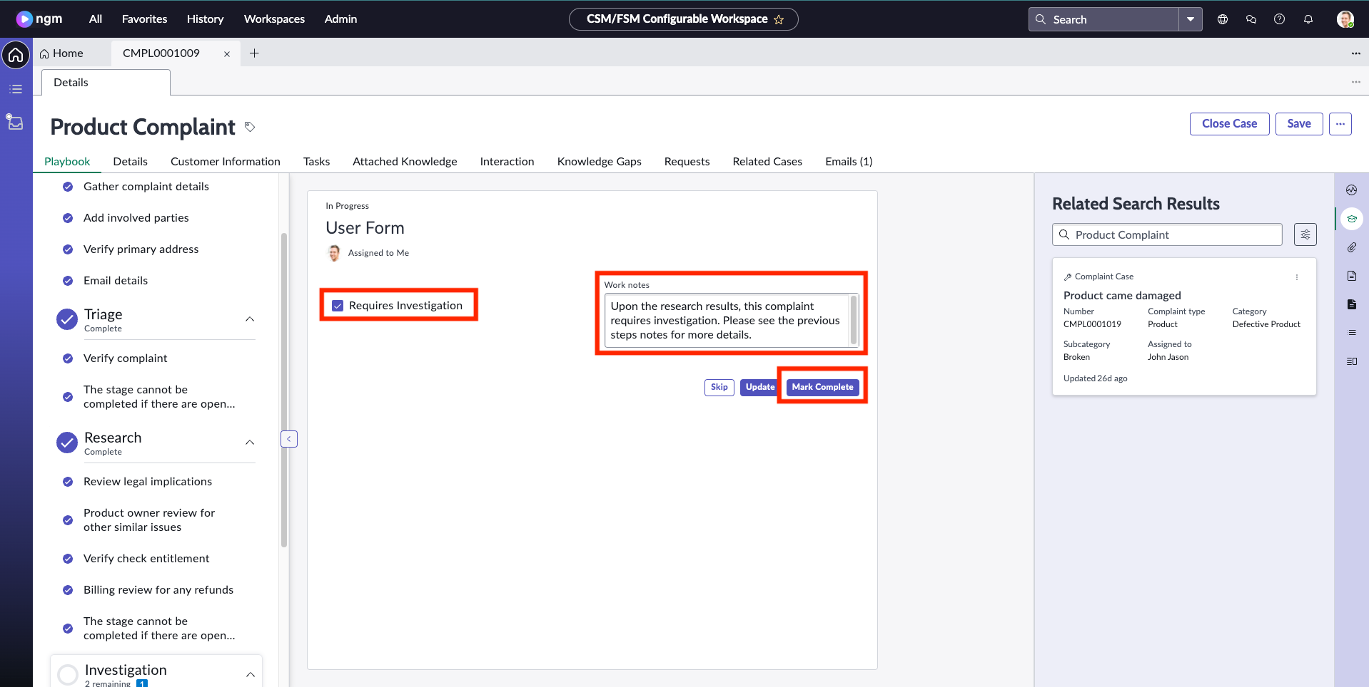 ngm
All
Favorites
History
Workspaces
Admin
CSM/FSM Configurable Workspace
Search
Home
CMPL0001009
Details
Product Complaint
Close Case
Save
Playbook
Details
Customer Information
Tasks
Attached Knowledge
Interaction
Knowledge Gaps
Requests
Related Cases
Emails (1)
Gather complaint details
Add involved parties
Verify primary address
Email details
Triage
Complete
Verify complaint
The stage cannot be
completed if there are open...
Research
Complete
Review legal implications
Product owner review for
other similar issues
Verify check entitlement
Billing review for any refunds
The stage cannot be
completed if there are open...
Investigation
2 remaining 1
In Progress
User Form
Assigned to Me
Requires Investigation
Work notes
Upon the research results, this complaint
requires investigation. Please see the previous
steps notes for more details.
Skip
Update
Mark Complete
Related Search Results
Product Complaint
Complaint Case
Product came damaged
Number
Complaint type
Category
CMPL0001019
Product
Defective Product
Subcategory
Assigned to
Broken
John Jason
Updated 26d ago